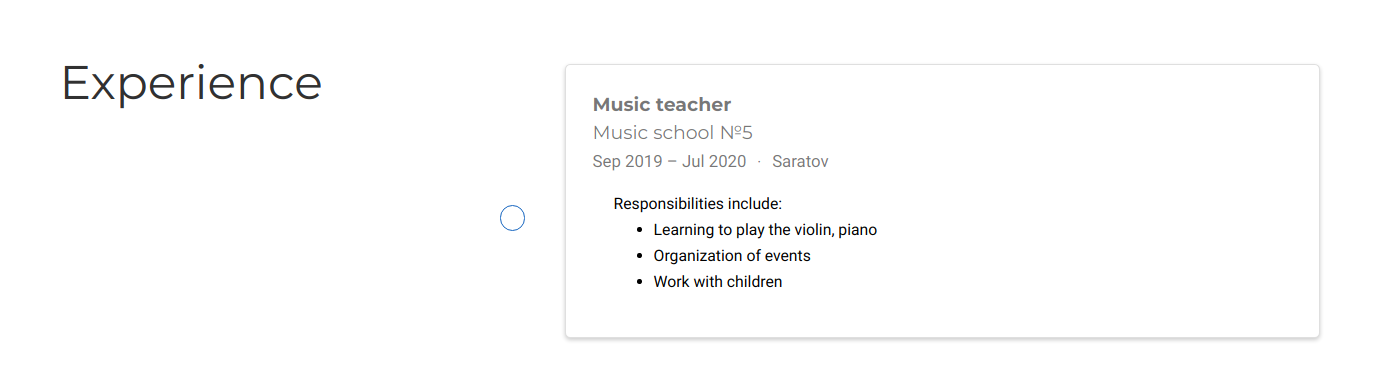 Experience
Music teacher
Music school №5
Sep 2019 – Jul 2020 · Saratov
Responsibilities include:
• Learning to play the violin, piano
• Organization of events
• Work with children